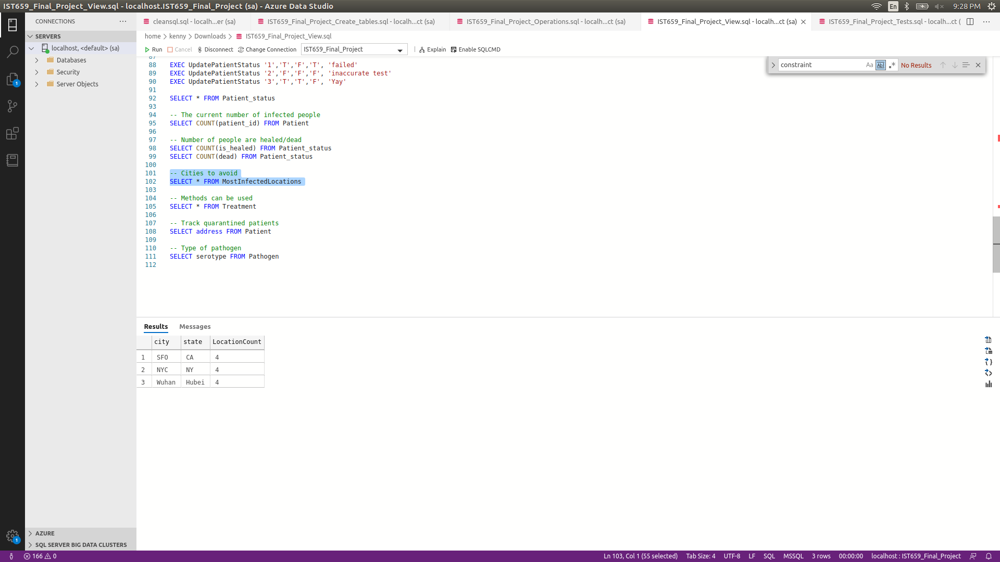 IST659_Final_Project_View.sql - localhost.IST659_Final_Project (sa) - Azure Data Studio
En
9:28 PM
CONNECTIONS
cleansql.sql - localh...er (sa)
IST659_Final_Project_Create_tables.sql - localh...ct (sa)
IST659_Final_Project_Operations.sql - localh...ct (sa)
IST659_Final_Project_View.sql - localh...ct (sa)
IST659_Final_Project_Tests.sql - localh...ct (
SERVERS
localhost, <default> (sa)
Databases
Security
Server Objects
home > kenny > Downloads > IST659_Final_Project_View.sql
Run Cancel Disconnect Change Connection IST659_Final_Project Explain Enable SQLCMD
constraint Aa Abl .* No Results
87
88 EXEC UpdatePatientStatus '1','T','F','T', 'failed'
89 EXEC UpdatePatientStatus '2','F','F','F', 'inaccurate test'
90 EXEC UpdatePatientStatus '3','T','T','F', 'Yay'
91
92 SELECT * FROM Patient_status
93
94 -- The current number of infected people
95 SELECT COUNT(patient_id) FROM Patient
96
97 -- Number of people are healed/dead
98 SELECT COUNT(is_healed) FROM Patient_status
99 SELECT COUNT(dead) FROM Patient_status
100
101 -- Cities to avoid
102 SELECT * FROM MostInfectedLocations
103
104 -- Methods can be used
105 SELECT * FROM Treatment
106
107 -- Track quarantined patients
108 SELECT address FROM Patient
109
110 -- Type of pathogen
111 SELECT serotype FROM Pathogen
112
Results Messages
city state LocationCount
1 SFO CA 4
2 NYC NY 4
3 Wuhan Hubei 4
1
1
AZURE
SQL SERVER BIG DATA CLUSTERS
166 0
Ln 103, Col 1 (55 selected) Tab Size: 4 UTF-8 LF SQL MSSQL 3 rows 00:00:00 localhost : IST659_Final_Project